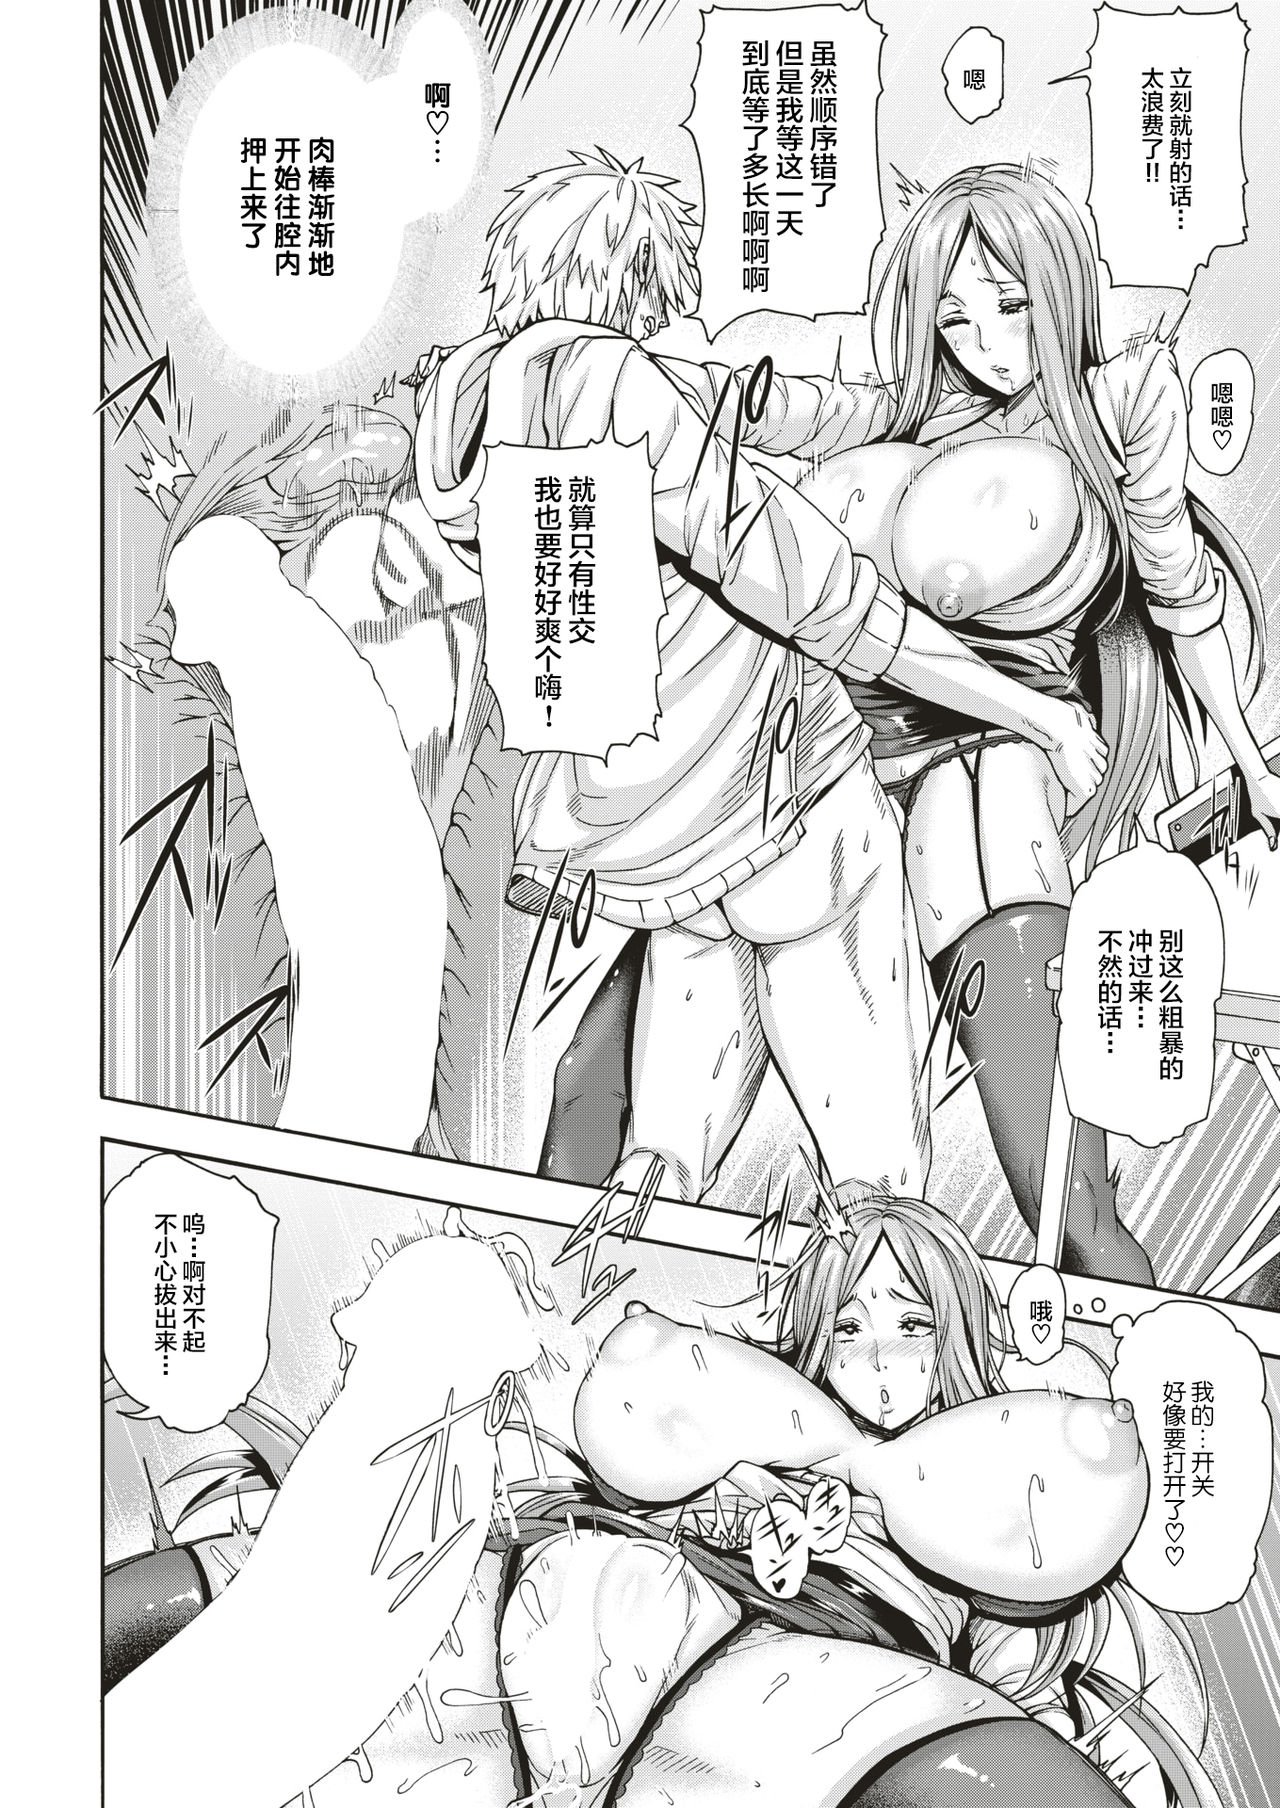 立刻就射的话…
太浪费了!!
嗯
虽然顺序错了
但是我等这一天
到底等了多长啊啊啊
啊♡…
肉棒渐渐地
开始往腔内
押上来了
嗯嗯♡
就算只有性交
我也要好好爽个嗨！
别这么粗暴的
冲过来…
不然的话…
我的…开关
好像要打开了♡♡
哦♡
呜…啊对不起
不小心拔出来…